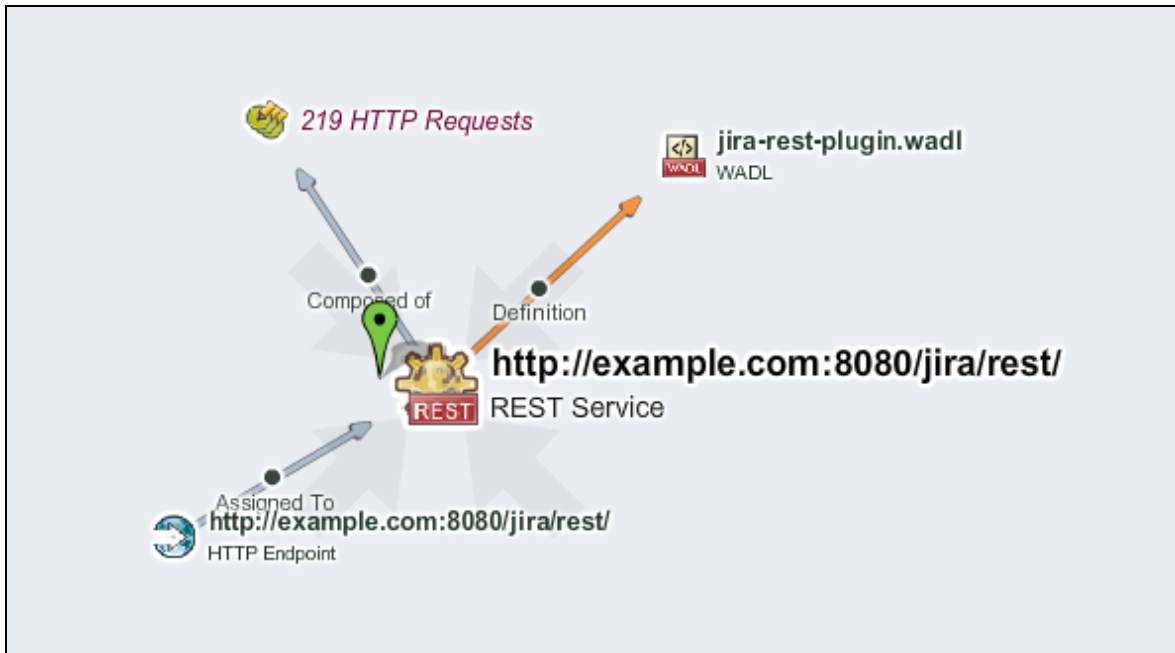 219 HTTP Requests
jira-rest-plugin.wadl
WADL
WADL
Composed of
Definition
http://example.com:8080/jira/rest/
REST
REST Service
Assigned To
http://example.com:8080/jira/rest/
HTTP Endpoint